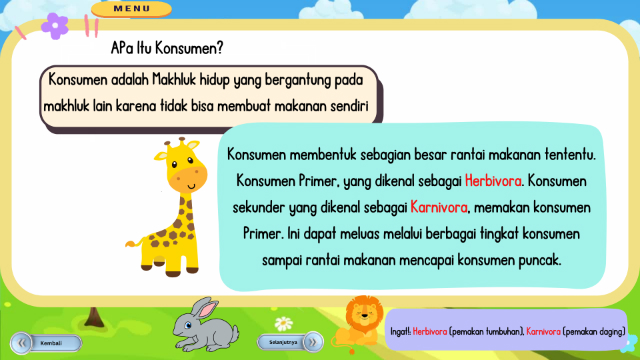 MENU
APa Itu Konsumen?
Konsumen adalah Makhluk hidup yang bergantung pada
makhluk lain karena tidak bisa membuat makanan sendiri
Konsumen membentuk sebagian besar rantai makanan tententu.
Konsumen Primer, yang dikenal sebagai Herbivora. Konsumen
sekunder yang dikenal sebagai Karnivora, memakan konsumen
Primer. Ini dapat meluas melalui berbagai tingkat konsumen
sampai rantai makanan mencapai konsumen puncak.
Kembali
Selanjutnya
Ingat!: Herbivora (pemakan tumbuhan), Karnivora (pemakan daging)